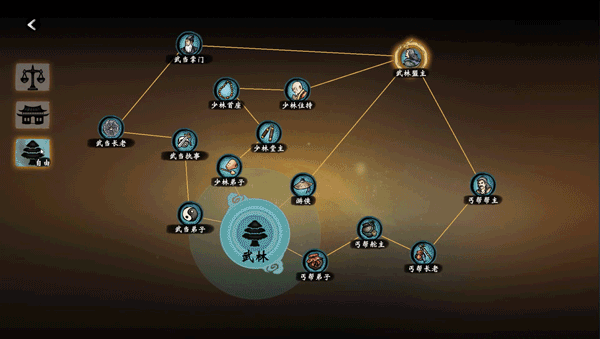 武当掌门
武林盟主
少林首座
少林住持
武当长老
少林堂主
武当执事
自由
少林弟子
游侠
丐帮帮主
武当弟子
丐帮舵主
武林
丐帮长老
丐帮弟子